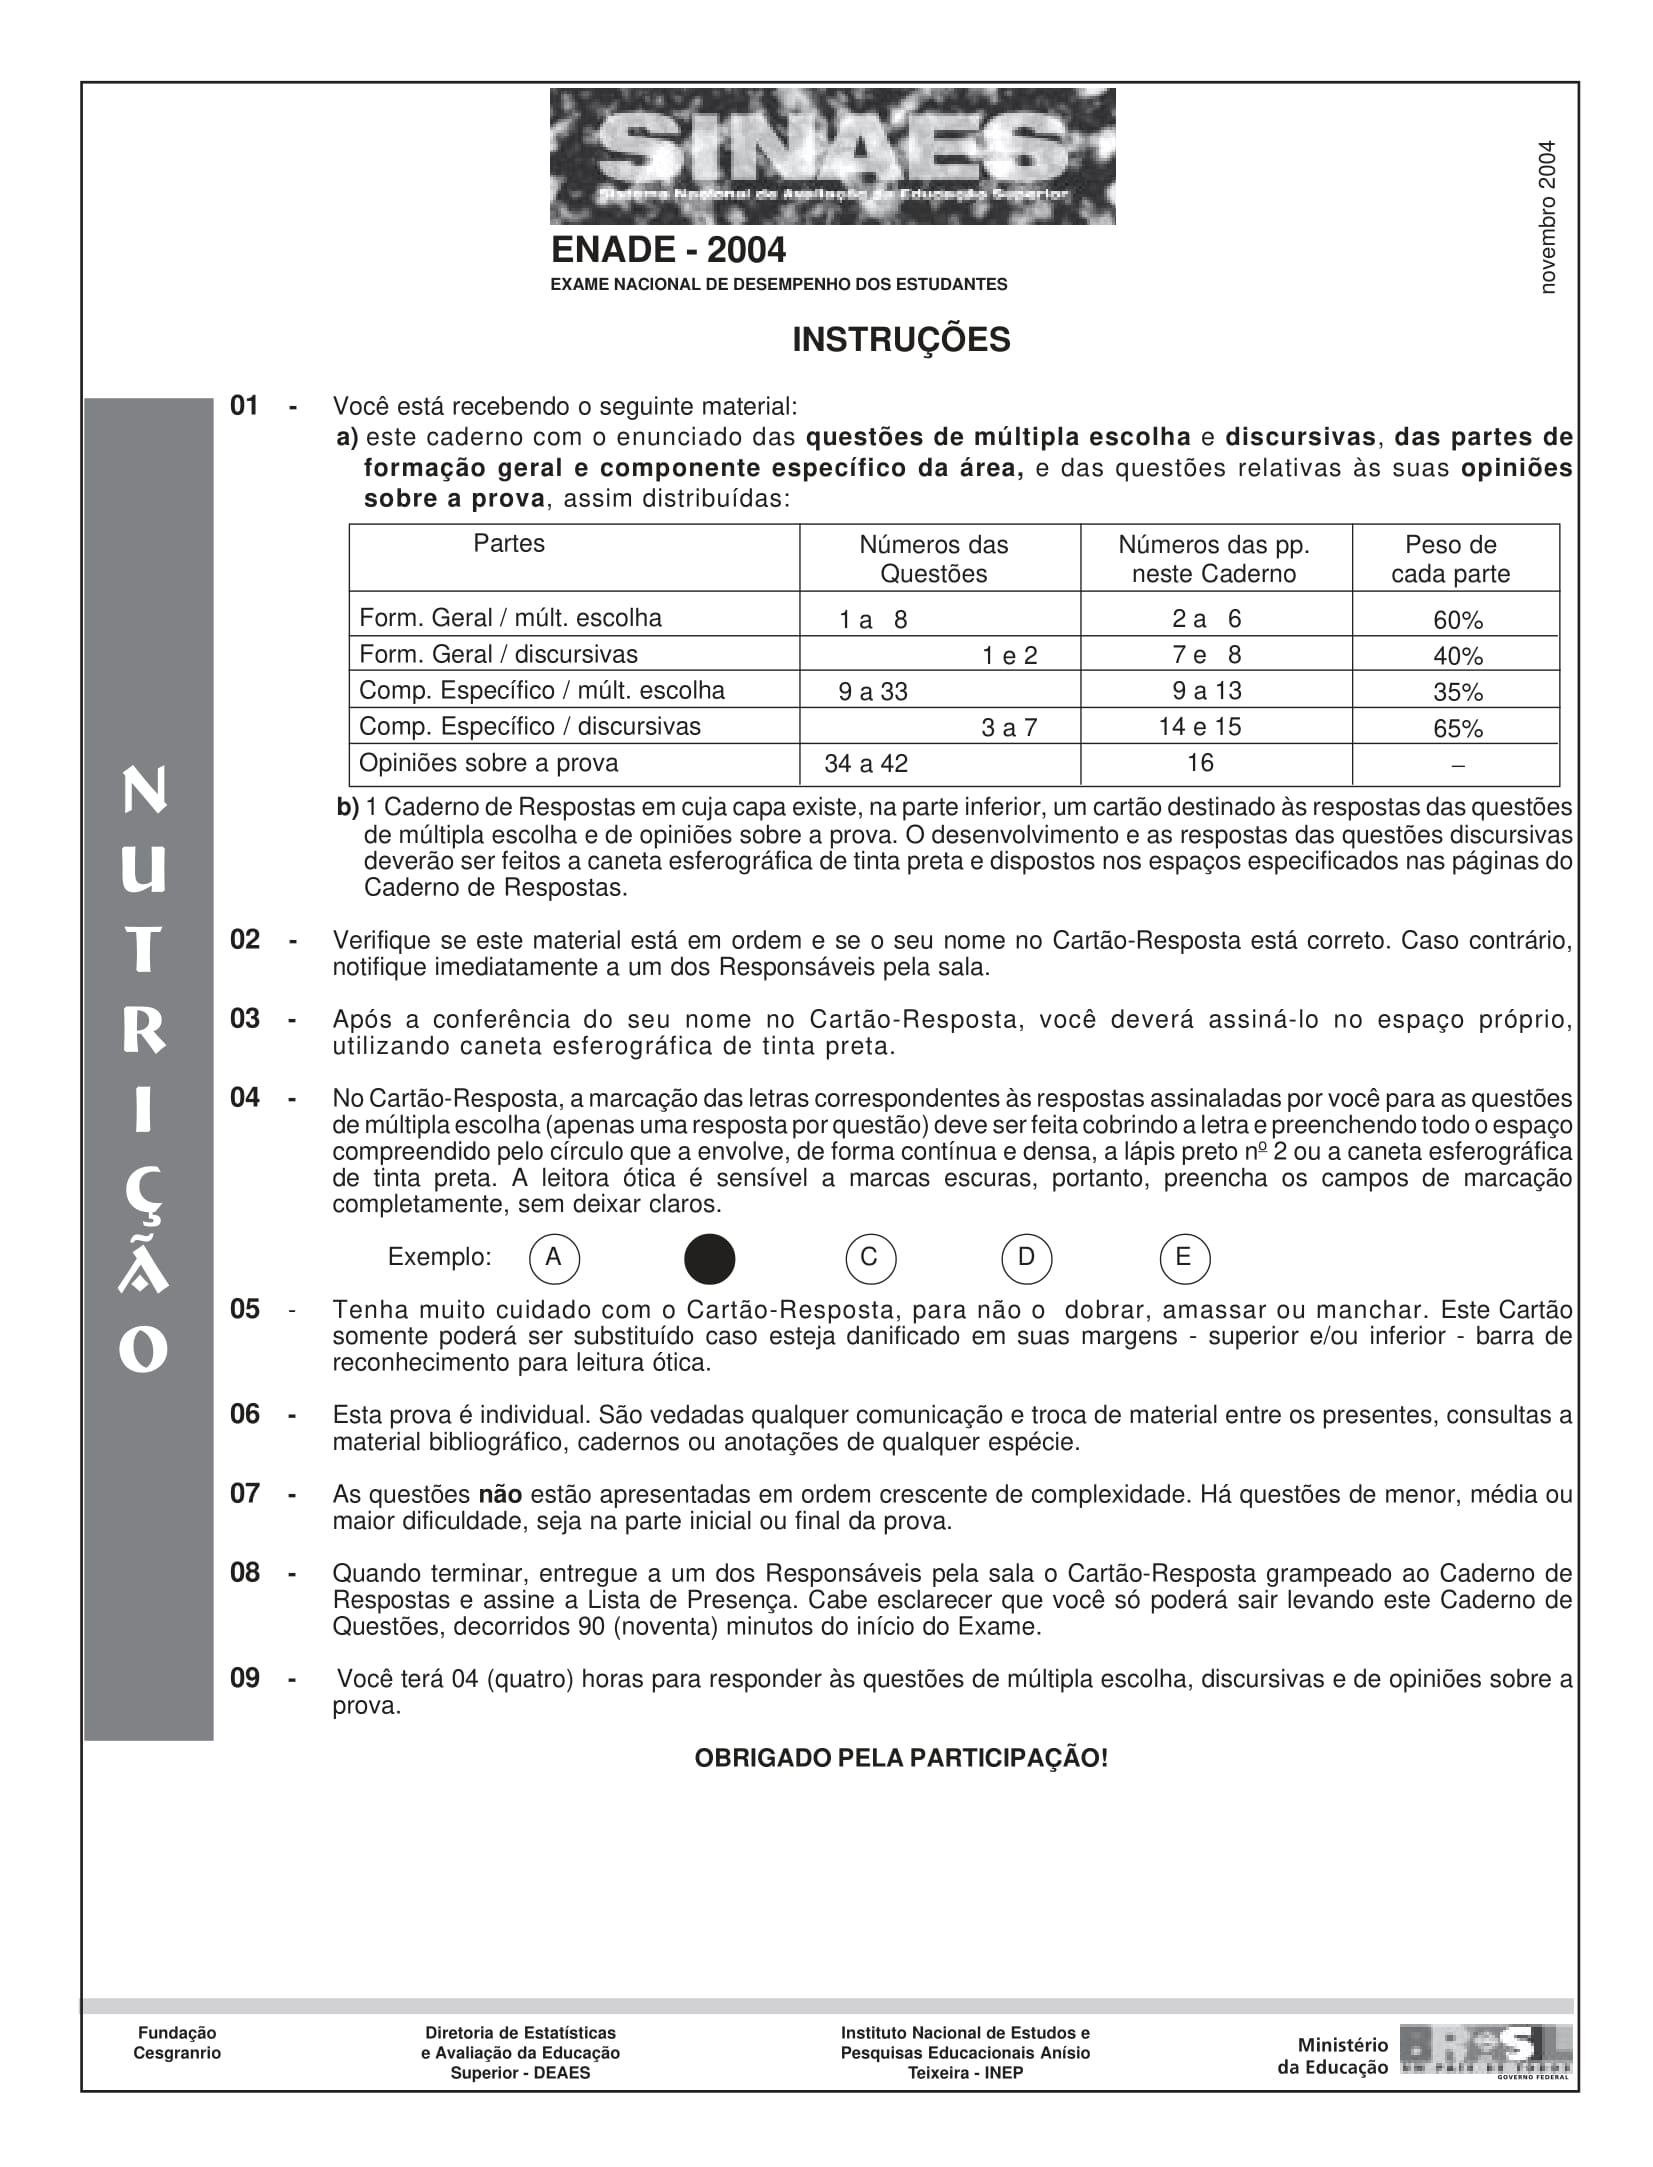 SINAES
Sistema Nacional de Avaliação da Educação Superior
novembro 2004
ENADE - 2004
EXAME NACIONAL DE DESEMPENHO DOS ESTUDANTES
INSTRUÇÕES
NUTRIÇÃO
01 - Você está recebendo o seguinte material:
a) este caderno com o enunciado das questões de múltipla escolha e discursivas, das partes de
formação geral e componente específico da área, e das questões relativas às suas opiniões
sobre a prova, assim distribuídas:
Partes Números das Questões Números das pp. neste Caderno Peso de cada parte
Form. Geral / múlt. escolha 1 a 8 2 a 6 60%
Form. Geral / discursivas 1 e 2 7 e 8 40%
Comp. Específico / múlt. escolha 9 a 33 9 a 13 35%
Comp. Específico / discursivas 3 a 7 14 e 15 65%
Opiniões sobre a prova 34 a 42 16 –
b) 1 Caderno de Respostas em cuja capa existe, na parte inferior, um cartão destinado às respostas das questões
de múltipla escolha e de opiniões sobre a prova. O desenvolvimento e as respostas das questões discursivas
deverão ser feitos a caneta esferográfica de tinta preta e dispostos nos espaços especificados nas páginas do
Caderno de Respostas.
02 - Verifique se este material está em ordem e se o seu nome no Cartão-Resposta está correto. Caso contrário,
notifique imediatamente a um dos Responsáveis pela sala.
03 - Após a conferência do seu nome no Cartão-Resposta, você deverá assiná-lo no espaço próprio,
utilizando caneta esferográfica de tinta preta.
04 - No Cartão-Resposta, a marcação das letras correspondentes às respostas assinaladas por você para as questões
de múltipla escolha (apenas uma resposta por questão) deve ser feita cobrindo a letra e preenchendo todo o espaço
compreendido pelo círculo que a envolve, de forma contínua e densa, a lápis preto nº 2 ou a caneta esferográfica
de tinta preta. A leitora ótica é sensível a marcas escuras, portanto, preencha os campos de marcação
completamente, sem deixar claros.
Exemplo: A C D E
05 - Tenha muito cuidado com o Cartão-Resposta, para não o dobrar, amassar ou manchar. Este Cartão
somente poderá ser substituído caso esteja danificado em suas margens - superior e/ou inferior - barra de
reconhecimento para leitura ótica.
06 - Esta prova é individual. São vedadas qualquer comunicação e troca de material entre os presentes, consultas a
material bibliográfico, cadernos ou anotações de qualquer espécie.
07 - As questões não estão apresentadas em ordem crescente de complexidade. Há questões de menor, média ou
maior dificuldade, seja na parte inicial ou final da prova.
08 - Quando terminar, entregue a um dos Responsáveis pela sala o Cartão-Resposta grampeado ao Caderno de
Respostas e assine a Lista de Presença. Cabe esclarecer que você só poderá sair levando este Caderno de
Questões, decorridos 90 (noventa) minutos do início do Exame.
09 - Você terá 04 (quatro) horas para responder às questões de múltipla escolha, discursivas e de opiniões sobre a
prova.
OBRIGADO PELA PARTICIPAÇÃO!
Fundação
Cesgranrio
Diretoria de Estatísticas
e Avaliação da Educação
Superior - DEAES
Instituto Nacional de Estudos e
Pesquisas Educacionais Anísio
Teixeira - INEP
Ministério
da Educação
BRASIL
UM PAÍS DE TODOS
GOVERNO FEDERAL